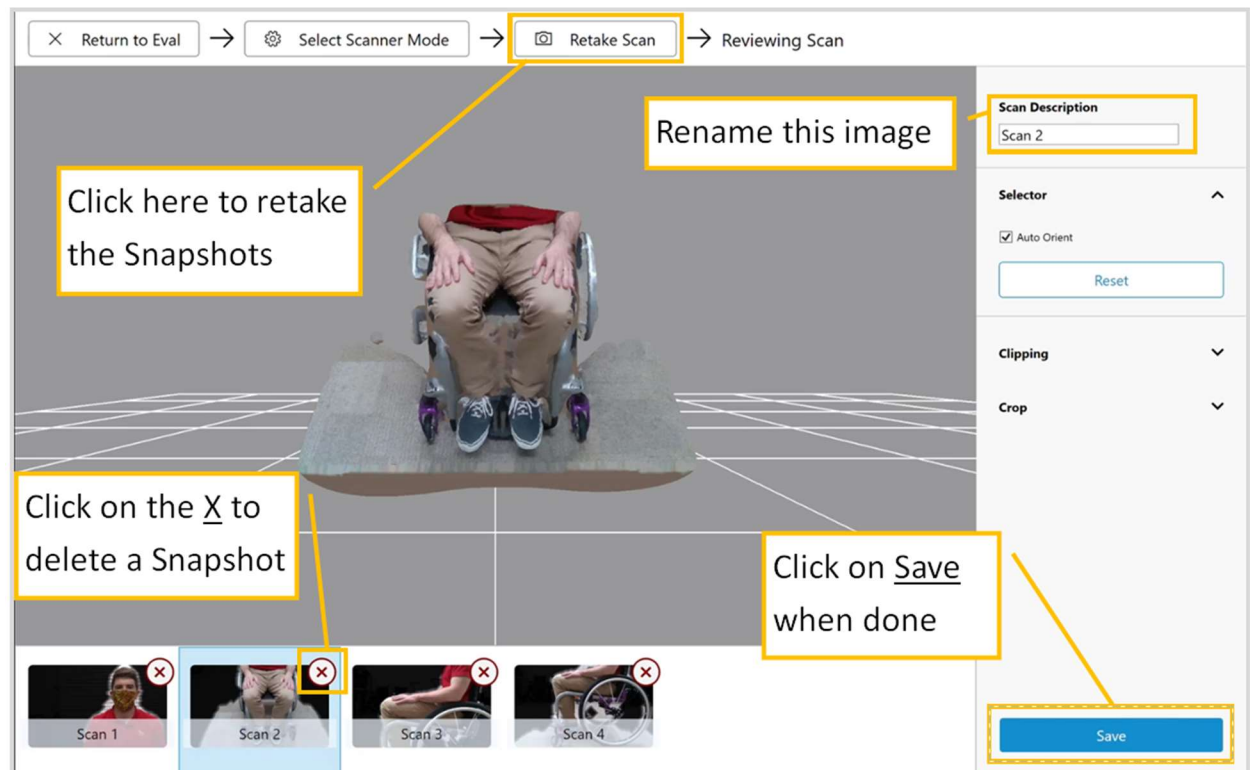 Return to Eval
Select Scanner Mode
Retake Scan
Reviewing Scan
Scan Description
Scan 2
Rename this image
Click here to retake
the Snapshots
Selector
Auto Orient
Reset
Clipping
Crop
Click on the X to
delete a Snapshot
Click on Save
when done
Scan 1
Scan 2
Scan 3
Scan 4
Save